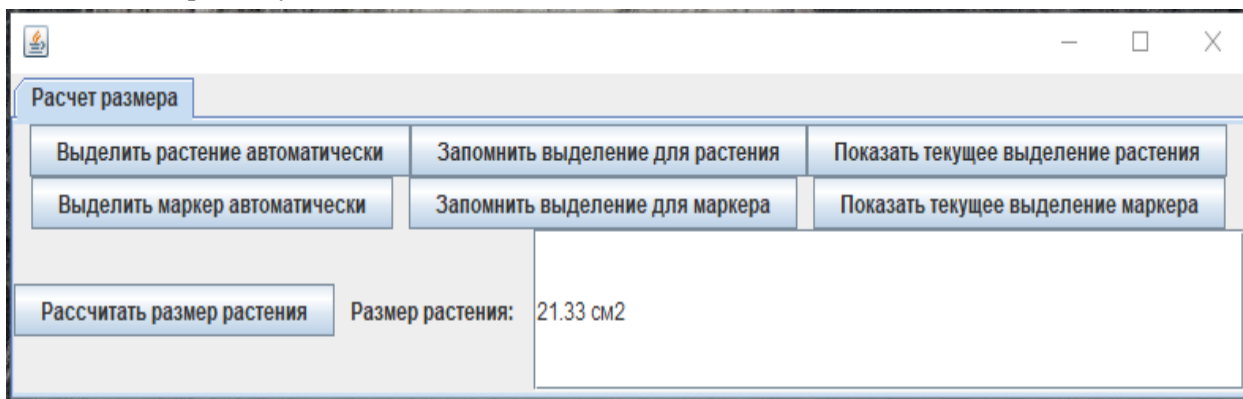 Расчет размера
Выделить растение автоматически Запомнить выделение для растения Показать текущее выделение растения
Выделить маркер автоматически Запомнить выделение для маркера Показать текущее выделение маркера
Рассчитать размер растения Размер растения: 21.33 см2